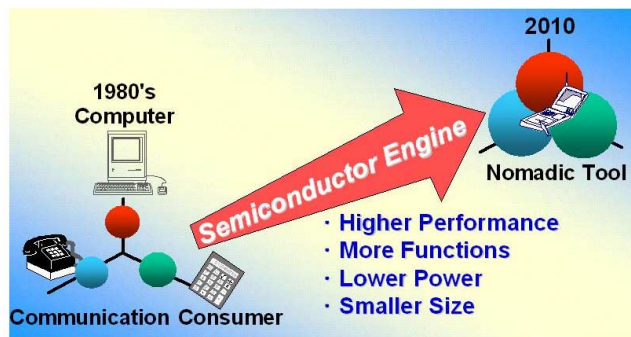 1980's
Computer
Communication
Consumer
Semiconductor Engine
2010
Nomadic Tool
· Higher Performance
· More Functions
· Lower Power
· Smaller Size